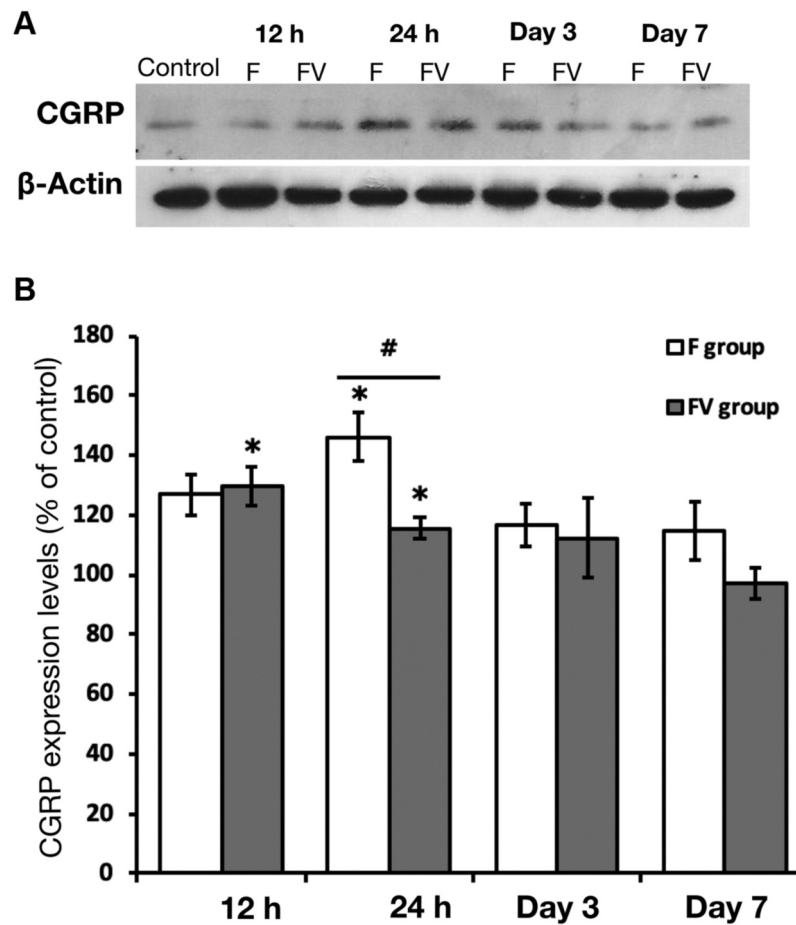 A
12 h 24 h Day 3 Day 7
Control F FV F FV F FV F FV
CGRP
β-Actin
B
CGRP expression levels (% of control)
180
160
140
120
100
80
60
40
20
0
#
*
*
*
F group
FV group
12 h 24 h Day 3 Day 7